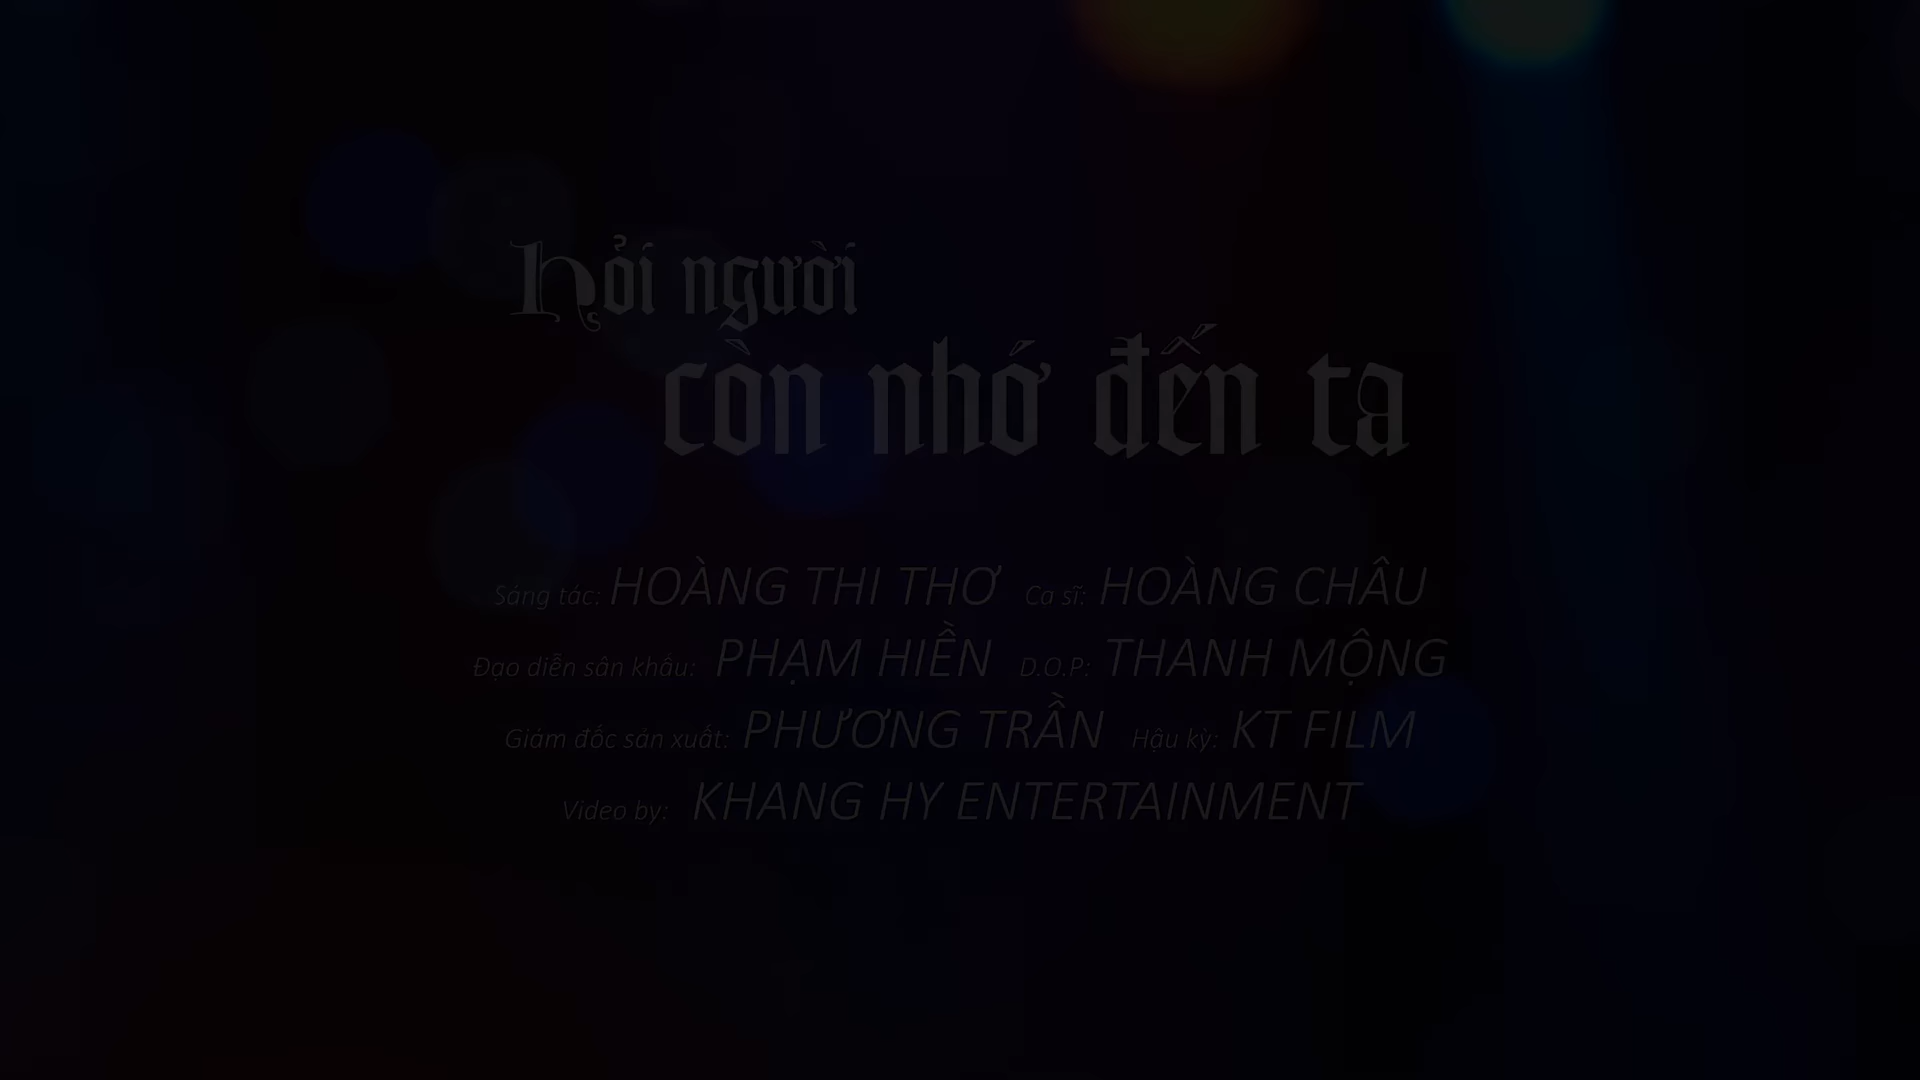 Hỏi người
còn nhớ đến ta
Sáng tác: HOÀNG THI THƠ Ca sĩ: HOÀNG CHÂU
Đạo diễn sân khấu: PHẠM HIỀN D.O.P: THANH MỘNG
Giám đốc sản xuất: PHƯƠNG TRẦN Hậu kỳ: KT FILM
Video by: KHANG HY ENTERTAINMENT